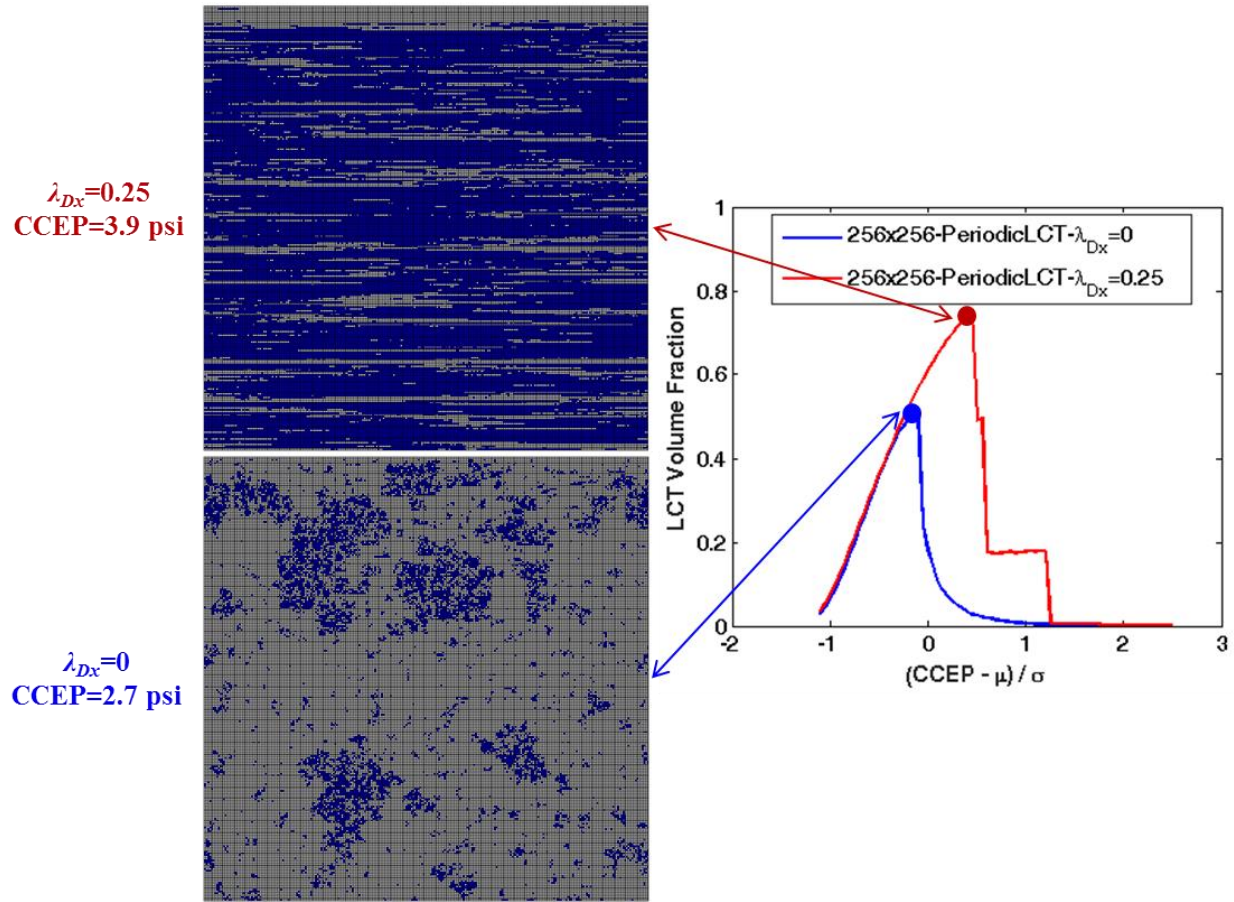 λDx=0.25
CCEP=3.9 psi
λDx=0
CCEP=2.7 psi
256x256-PeriodicLCT-λDx=0
256x256-PeriodicLCT-λDx=0.25
LCT Volume Fraction
1
0.8
0.6
0.4
0.2
0
-2
-1
0
1
2
3
(CCEP - μ) / σ